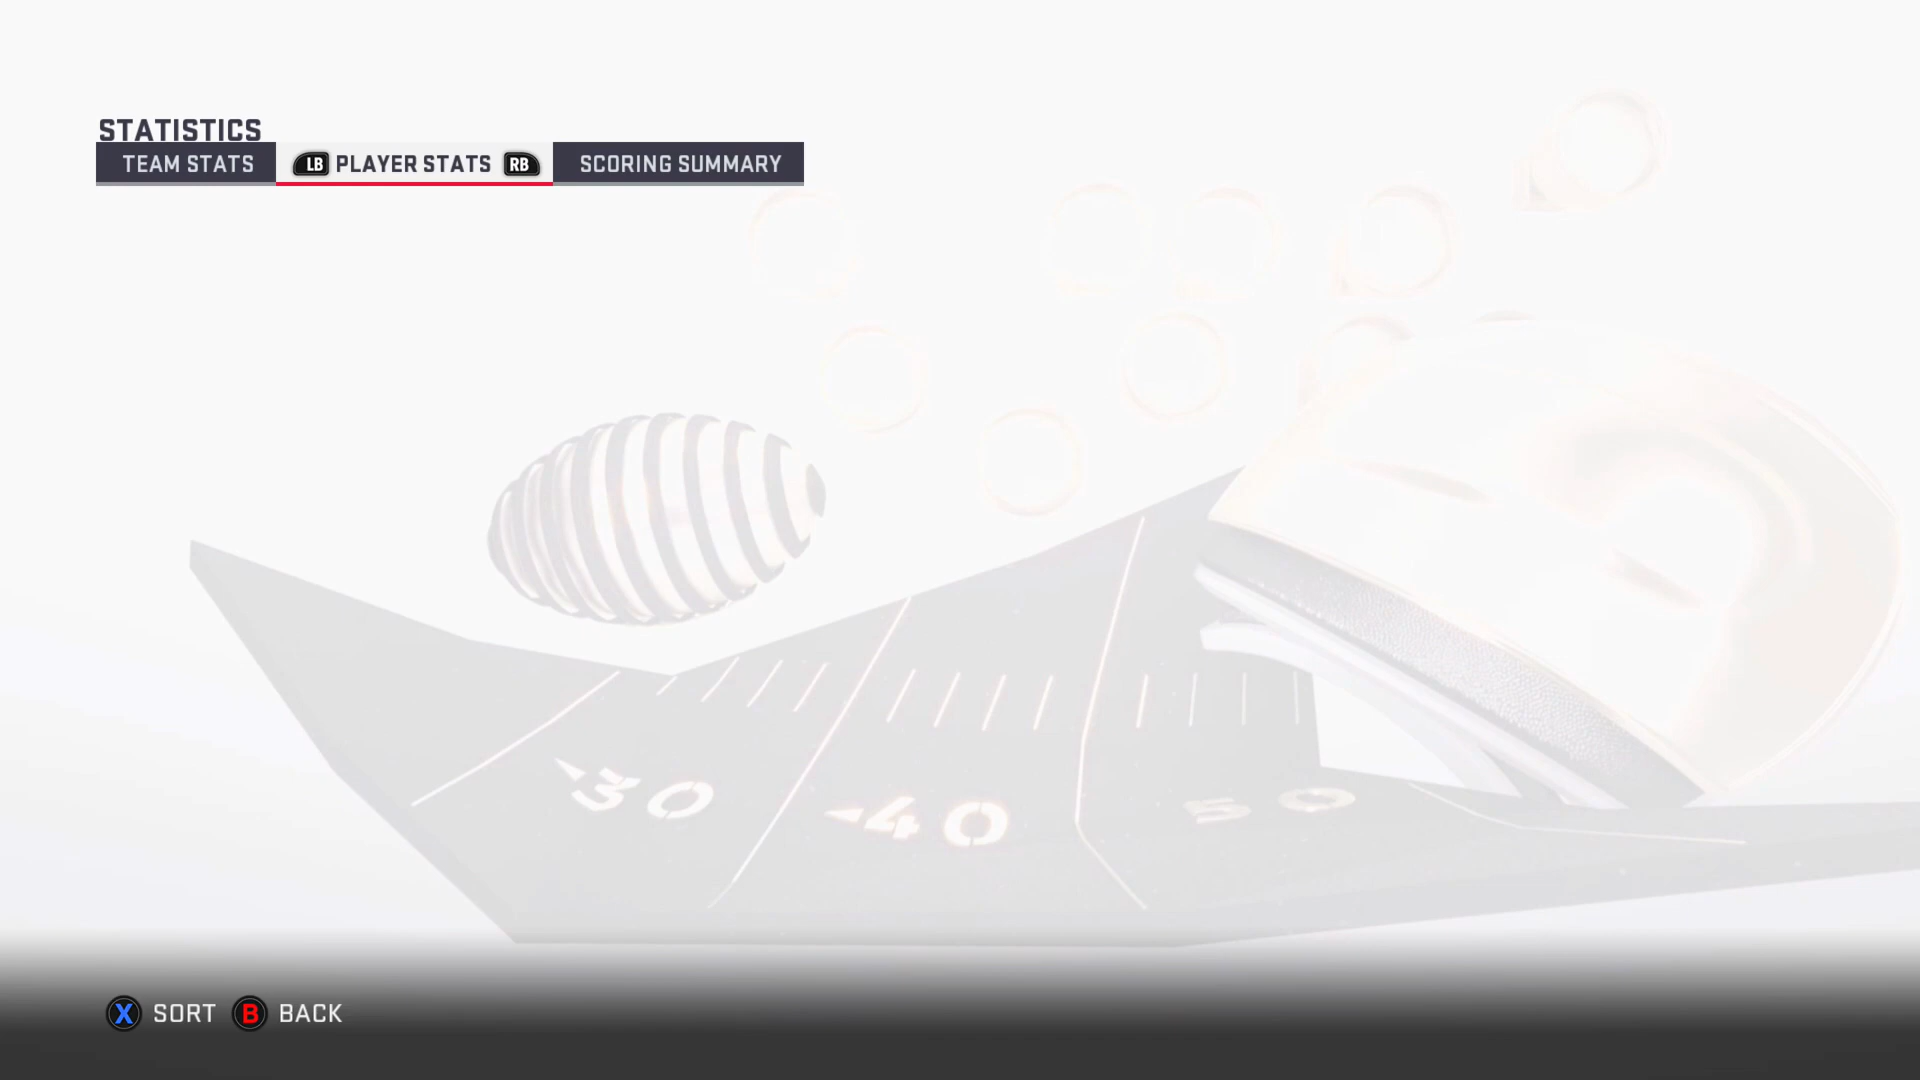 STATISTICS
TEAM STATS LB PLAYER STATS RB SCORING SUMMARY
30 40 50
X SORT B BACK